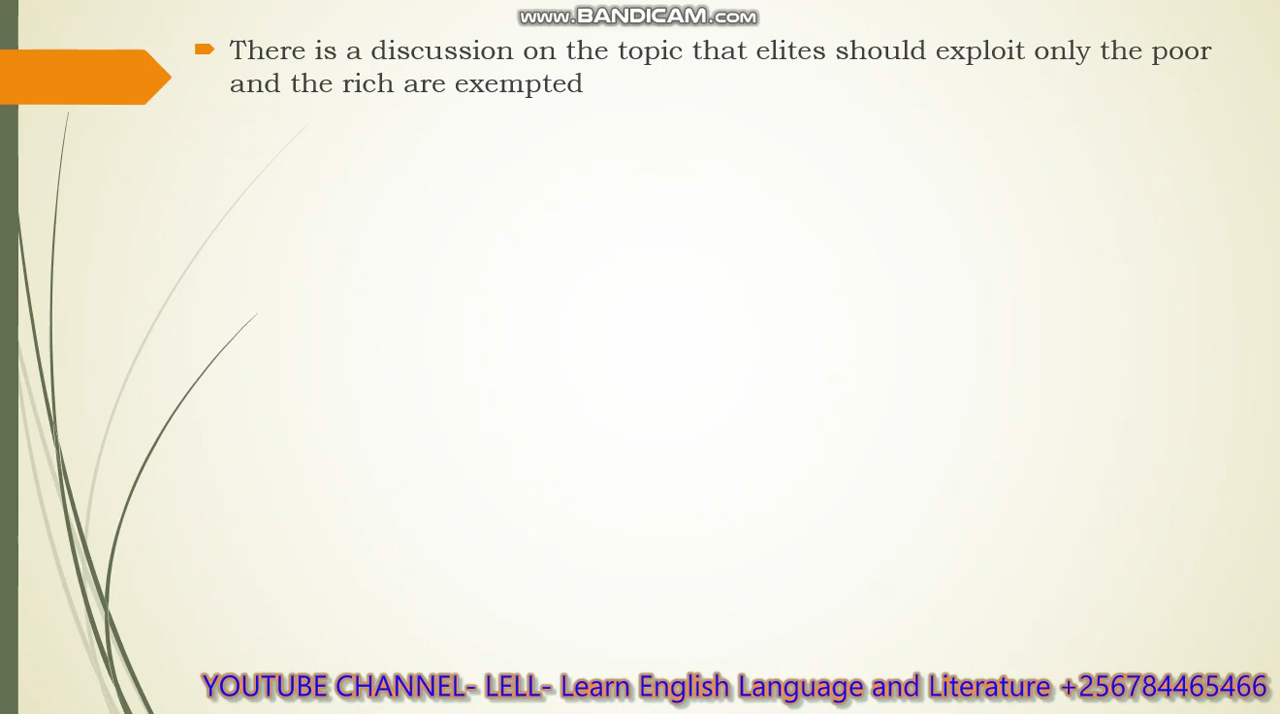 www.BANDICAM.com
There is a discussion on the topic that elites should exploit only the poor
and the rich are exempted
YOUTUBE CHANNEL- LELL- Learn English Language and Literature +256784465466